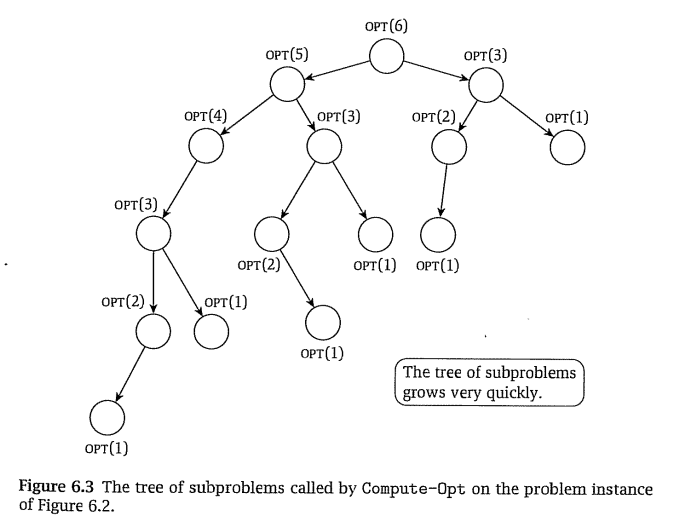 OPT(6)
OPT(5)
OPT(3)
OPT(4)
OPT(3)
OPT(2)
OPT(1)
OPT(3)
OPT(2)
OPT(1)
OPT(1)
OPT(2)
OPT(1)
OPT(1)
The tree of subproblems
grows very quickly.
OPT(1)
Figure 6.3 The tree of subproblems called by Compute-Opt on the problem instance
of Figure 6.2.